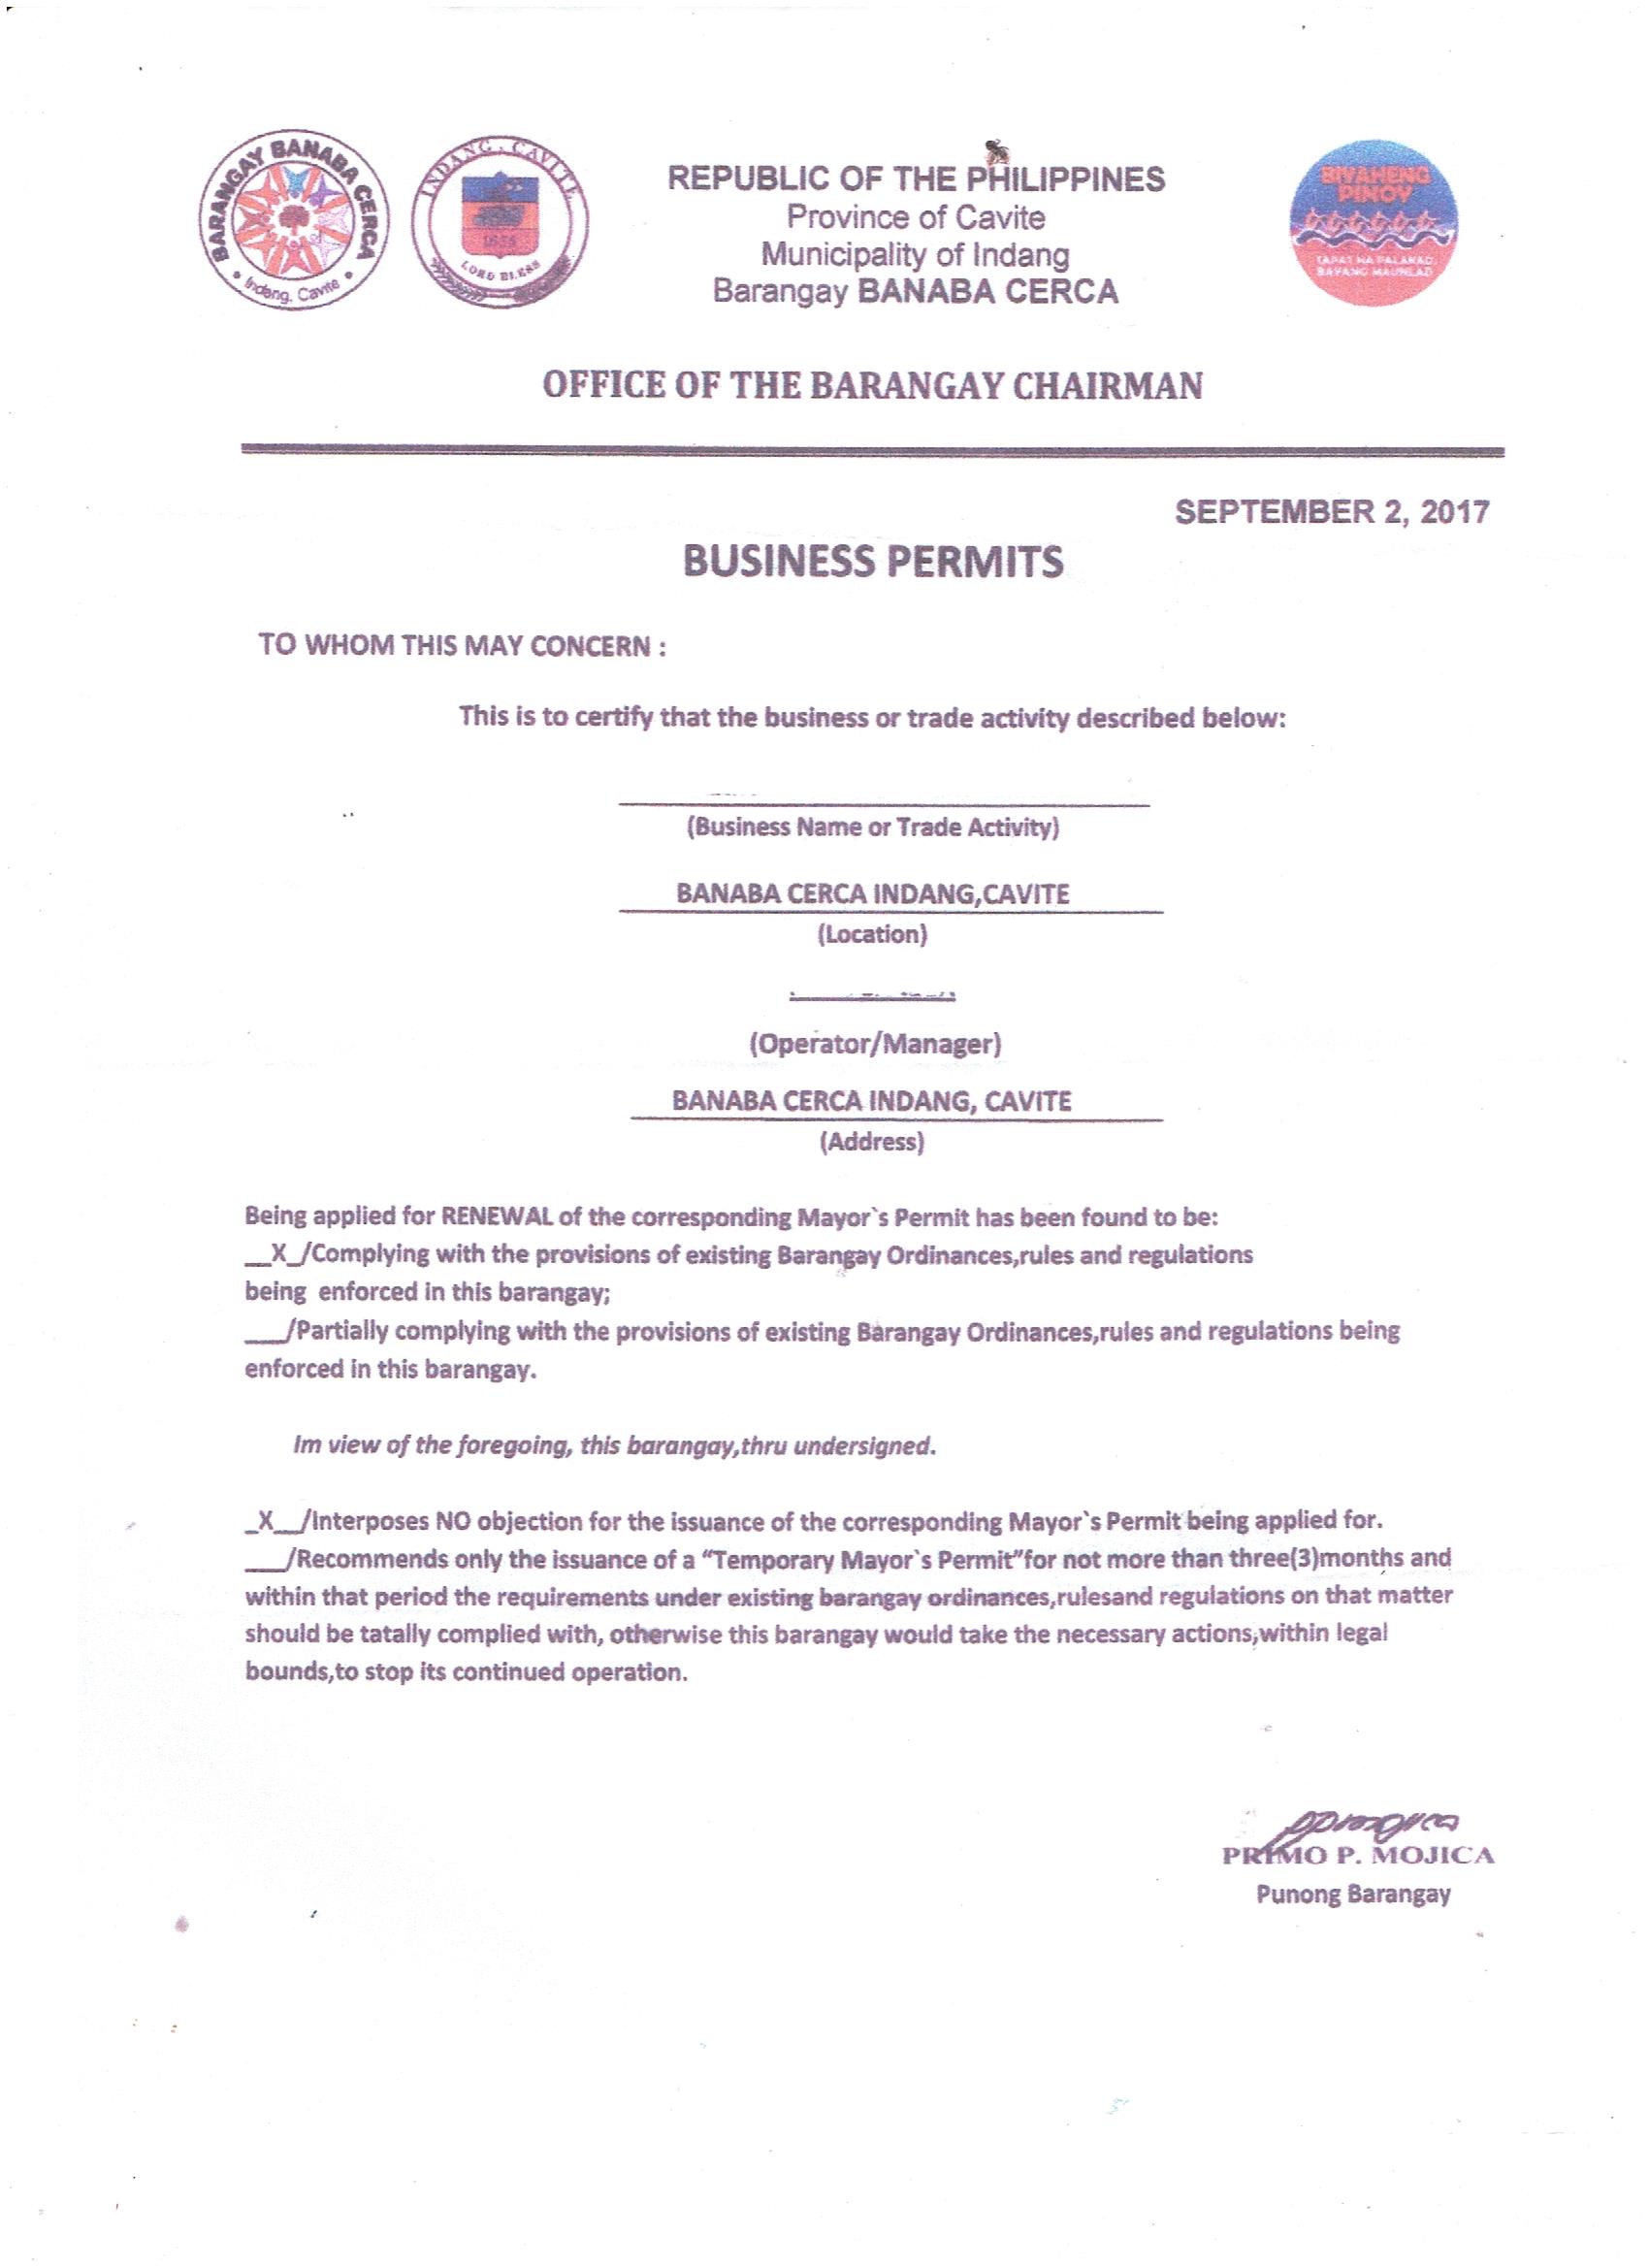 BARANGAY BANABA CERCA
Indang, Cavite
INDANG, CAVITE
1655
LORD BLESS
REPUBLIC OF THE PHILIPPINES
Province of Cavite
Municipality of Indang
Barangay BANABA CERCA
BIYAHENG
PINOY
TAPAT NA PALAKAD,
BAYANG MAUNLAD
OFFICE OF THE BARANGAY CHAIRMAN
SEPTEMBER 2, 2017
BUSINESS PERMITS
TO WHOM THIS MAY CONCERN :
This is to certify that the business or trade activity described below:
(Business Name or Trade Activity)
BANABA CERCA INDANG,CAVITE
(Location)
(Operator/Manager)
BANABA CERCA INDANG, CAVITE
(Address)
Being applied for RENEWAL of the corresponding Mayor`s Permit has been found to be:
__X_/Complying with the provisions of existing Barangay Ordinances,rules and regulations
being enforced in this barangay;
___/Partially complying with the provisions of existing Barangay Ordinances,rules and regulations being
enforced in this barangay.
Im view of the foregoing, this barangay,thru undersigned.
_X__/Interposes NO objection for the issuance of the corresponding Mayor`s Permit being applied for.
___/Recommends only the issuance of a “Temporary Mayor`s Permit”for not more than three(3)months and
within that period the requirements under existing barangay ordinances,rulesand regulations on that matter
should be tatally complied with, otherwise this barangay would take the necessary actions,within legal
bounds,to stop its continued operation.
PRIMO P. MOJICA
Punong Barangay